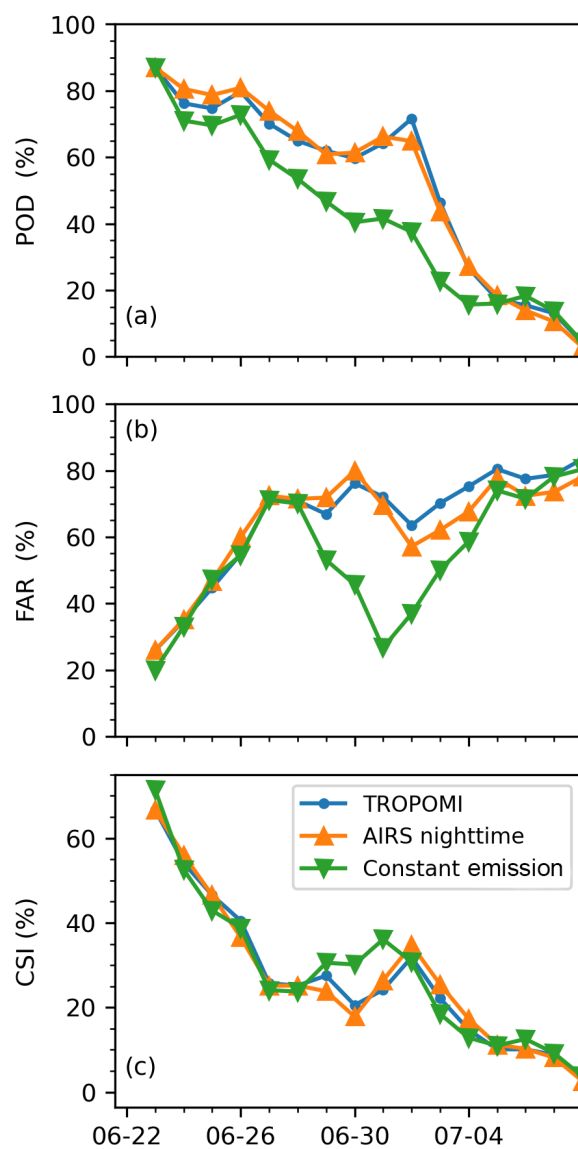 100
80
60
40
20
0
POD (%)
(a)
100
80
60
40
20
0
FAR (%)
(b)
60
40
20
0
CSI (%)
TROPOMI
AIRS nighttime
Constant emission
(c)
06-22 06-26 06-30 07-04